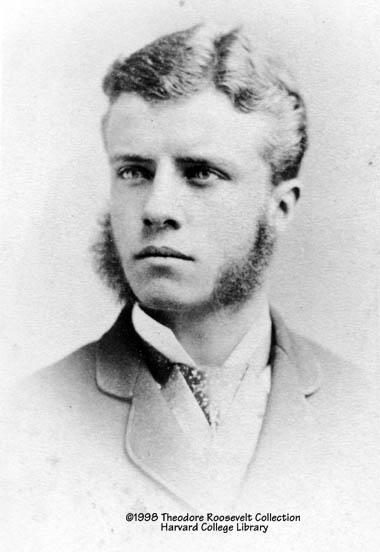 ©1998 Theodore Roosevelt Collection
Harvard College Library